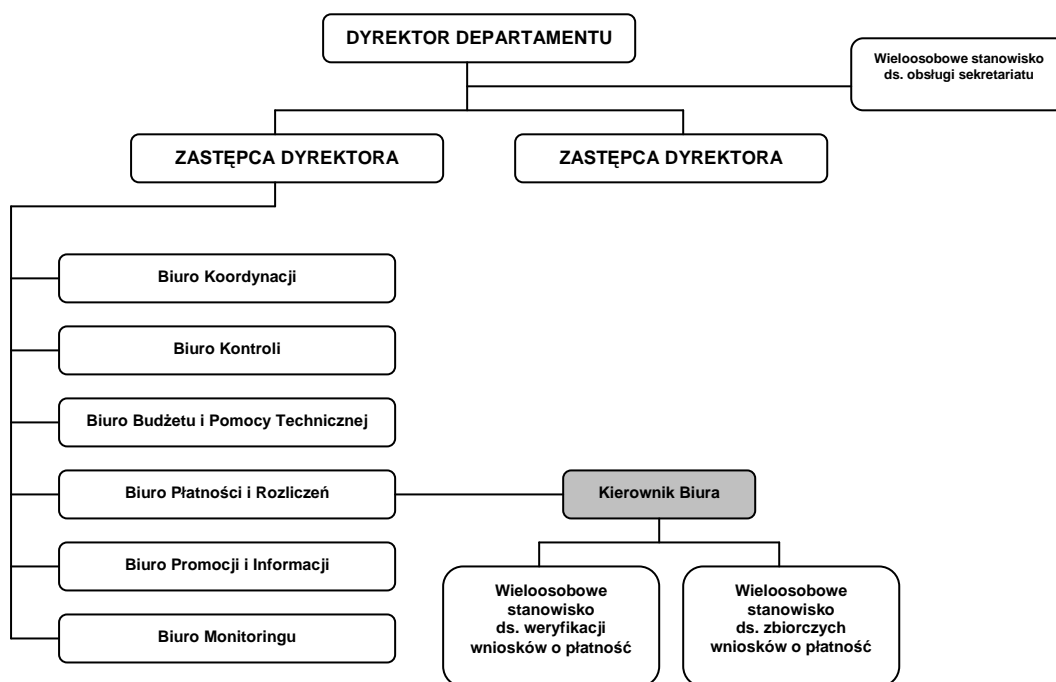 DYREKTOR DEPARTAMENTU
Wieloosobowe stanowisko
ds. obsługi sekretariatu
ZASTĘPCA DYREKTORA
ZASTĘPCA DYREKTORA
Biuro Koordynacji
Biuro Kontroli
Biuro Budżetu i Pomocy Technicznej
Biuro Płatności i Rozliczeń
Kierownik Biura
Biuro Promocji i Informacji
Biuro Monitoringu
Wieloosobowe
stanowisko
ds. weryfikacji
wniosków o płatność
Wieloosobowe
stanowisko
ds. zbiorczych
wniosków o płatność